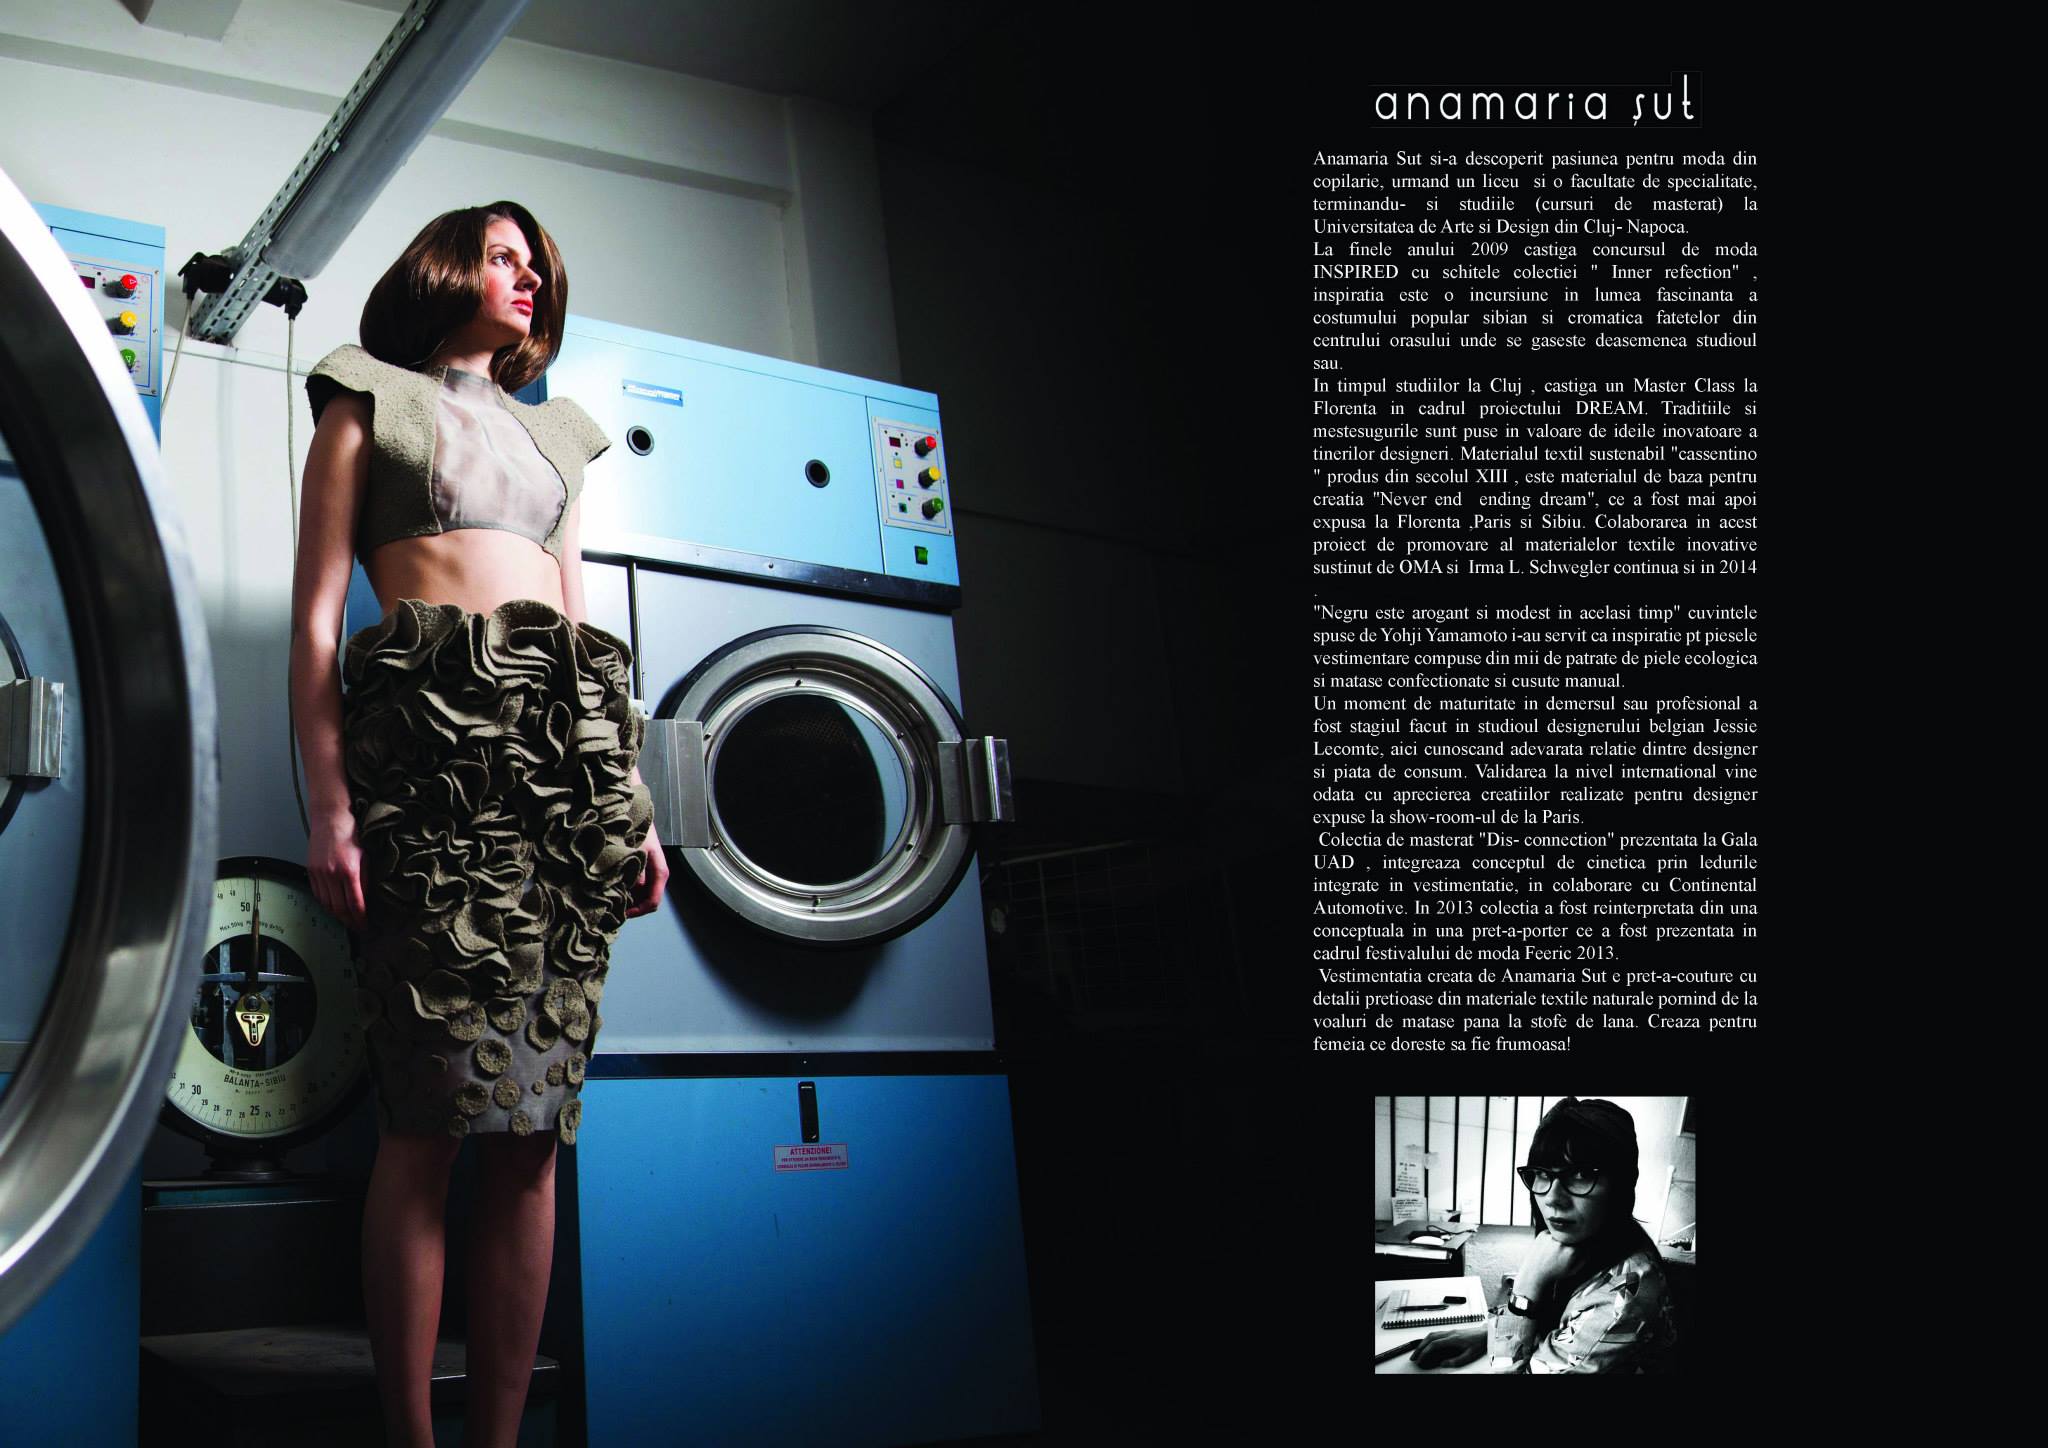 anamaria șut
Anamaria Sut si-a descoperit pasiunea pentru moda din
copilarie, urmand un liceu si o facultate de specialitate,
terminandu- si studiile (cursuri de masterat) la
Universitatea de Arte si Design din Cluj- Napoca.
La finele anului 2009 castiga concursul de moda
INSPIRED cu schitele colectiei " Inner refection" ,
inspiratia este o incursiune in lumea fascinanta a
costumului popular sibian si cromatica fatetelor din
centrului orasului unde se gaseste deasemenea studioul
sau.
In timpul studiilor la Cluj , castiga un Master Class la
Florenta in cadrul proiectului DREAM. Traditiile si
mestesugurile sunt puse in valoare de ideile inovatoare a
tinerilor designeri. Materialul textil sustenabil "cassentino
" produs din secolul XIII , este materialul de baza pentru
creatia "Never end ending dream", ce a fost mai apoi
expusa la Florenta ,Paris si Sibiu. Colaborarea in acest
proiect de promovare al materialelor textile inovative
sustinut de OMA si Irma L. Schwegler continua si in 2014
.
"Negru este arogant si modest in acelasi timp" cuvintele
spuse de Yohji Yamamoto i-au servit ca inspiratie pt piesele
vestimentare compuse din mii de patrate de piele ecologica
si matase confectionate si cusute manual.
Un moment de maturitate in demersul sau profesional a
fost stagiul facut in studioul designerului belgian Jessie
Lecomte, aici cunoscand adevarata relatie dintre designer
si piata de consum. Validarea la nivel international vine
odata cu aprecierea creatiilor realizate pentru designer
expuse la show-room-ul de la Paris.
Colectia de masterat "Dis- connection" prezentata la Gala
UAD , integreaza conceptul de cinetica prin ledurile
integrate in vestimentatie, in colaborare cu Continental
Automotive. In 2013 colectia a fost reinterpretata din una
conceptuala in una pret-a-porter ce a fost prezentata in
cadrul festivalului de moda Feeric 2013.
Vestimentatia creata de Anamaria Sut e pret-a-couture cu
detalii pretioase din materiale textile naturale pornind de la
voaluri de matase pana la stofe de lana. Creaza pentru
femeia ce doreste sa fie frumoasa!
50
Max. 50kg
BALANȚA-SIBIU
30
25
20
5
ATTENZIONE!